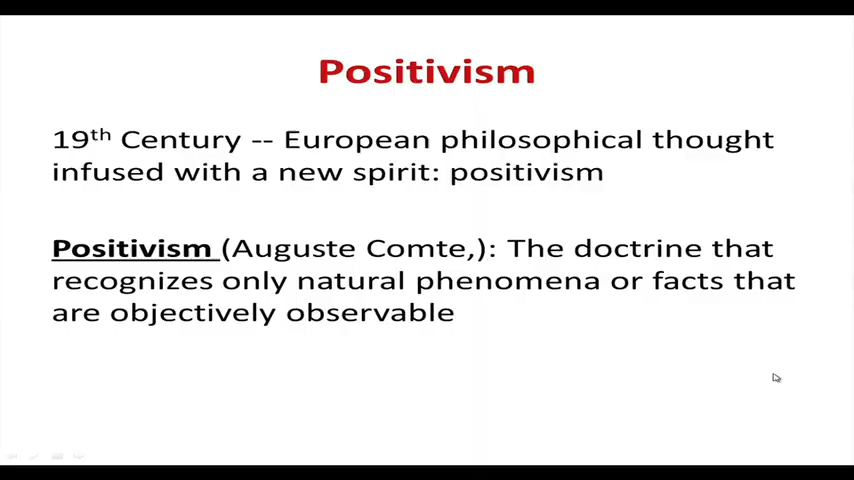 Positivism
19th Century -- European philosophical thought
infused with a new spirit: positivism
Positivism (Auguste Comte,): The doctrine that
recognizes only natural phenomena or facts that
are objectively observable